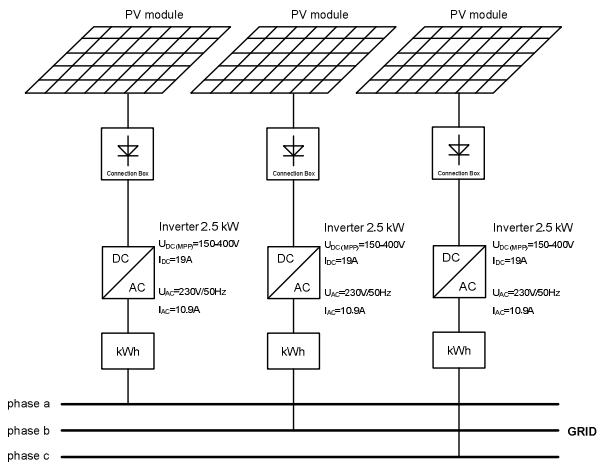 PV module
PV module
PV module
Connection Box
Connection Box
Connection Box
Inverter 2.5 kW
UDC(MPP)=150-400V
IDC=19A
UAC=230V/50Hz
IAC=10.9A
DC
AC
Inverter 2.5 kW
UDC(MPP)=150-400V
IDC=19A
UAC=230V/50Hz
IAC=10.9A
DC
AC
Inverter 2.5 kW
UDC(MPP)=150-400V
IDC=19A
UAC=230V/50Hz
IAC=10.9A
DC
AC
kWh
kWh
kWh
phase a
phase b
GRID
phase c